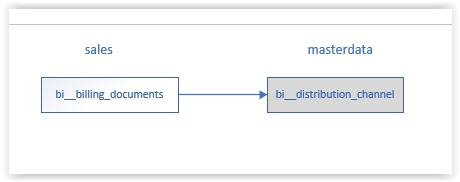 sales
masterdata
bi__billing_documents
bi__distribution_channel